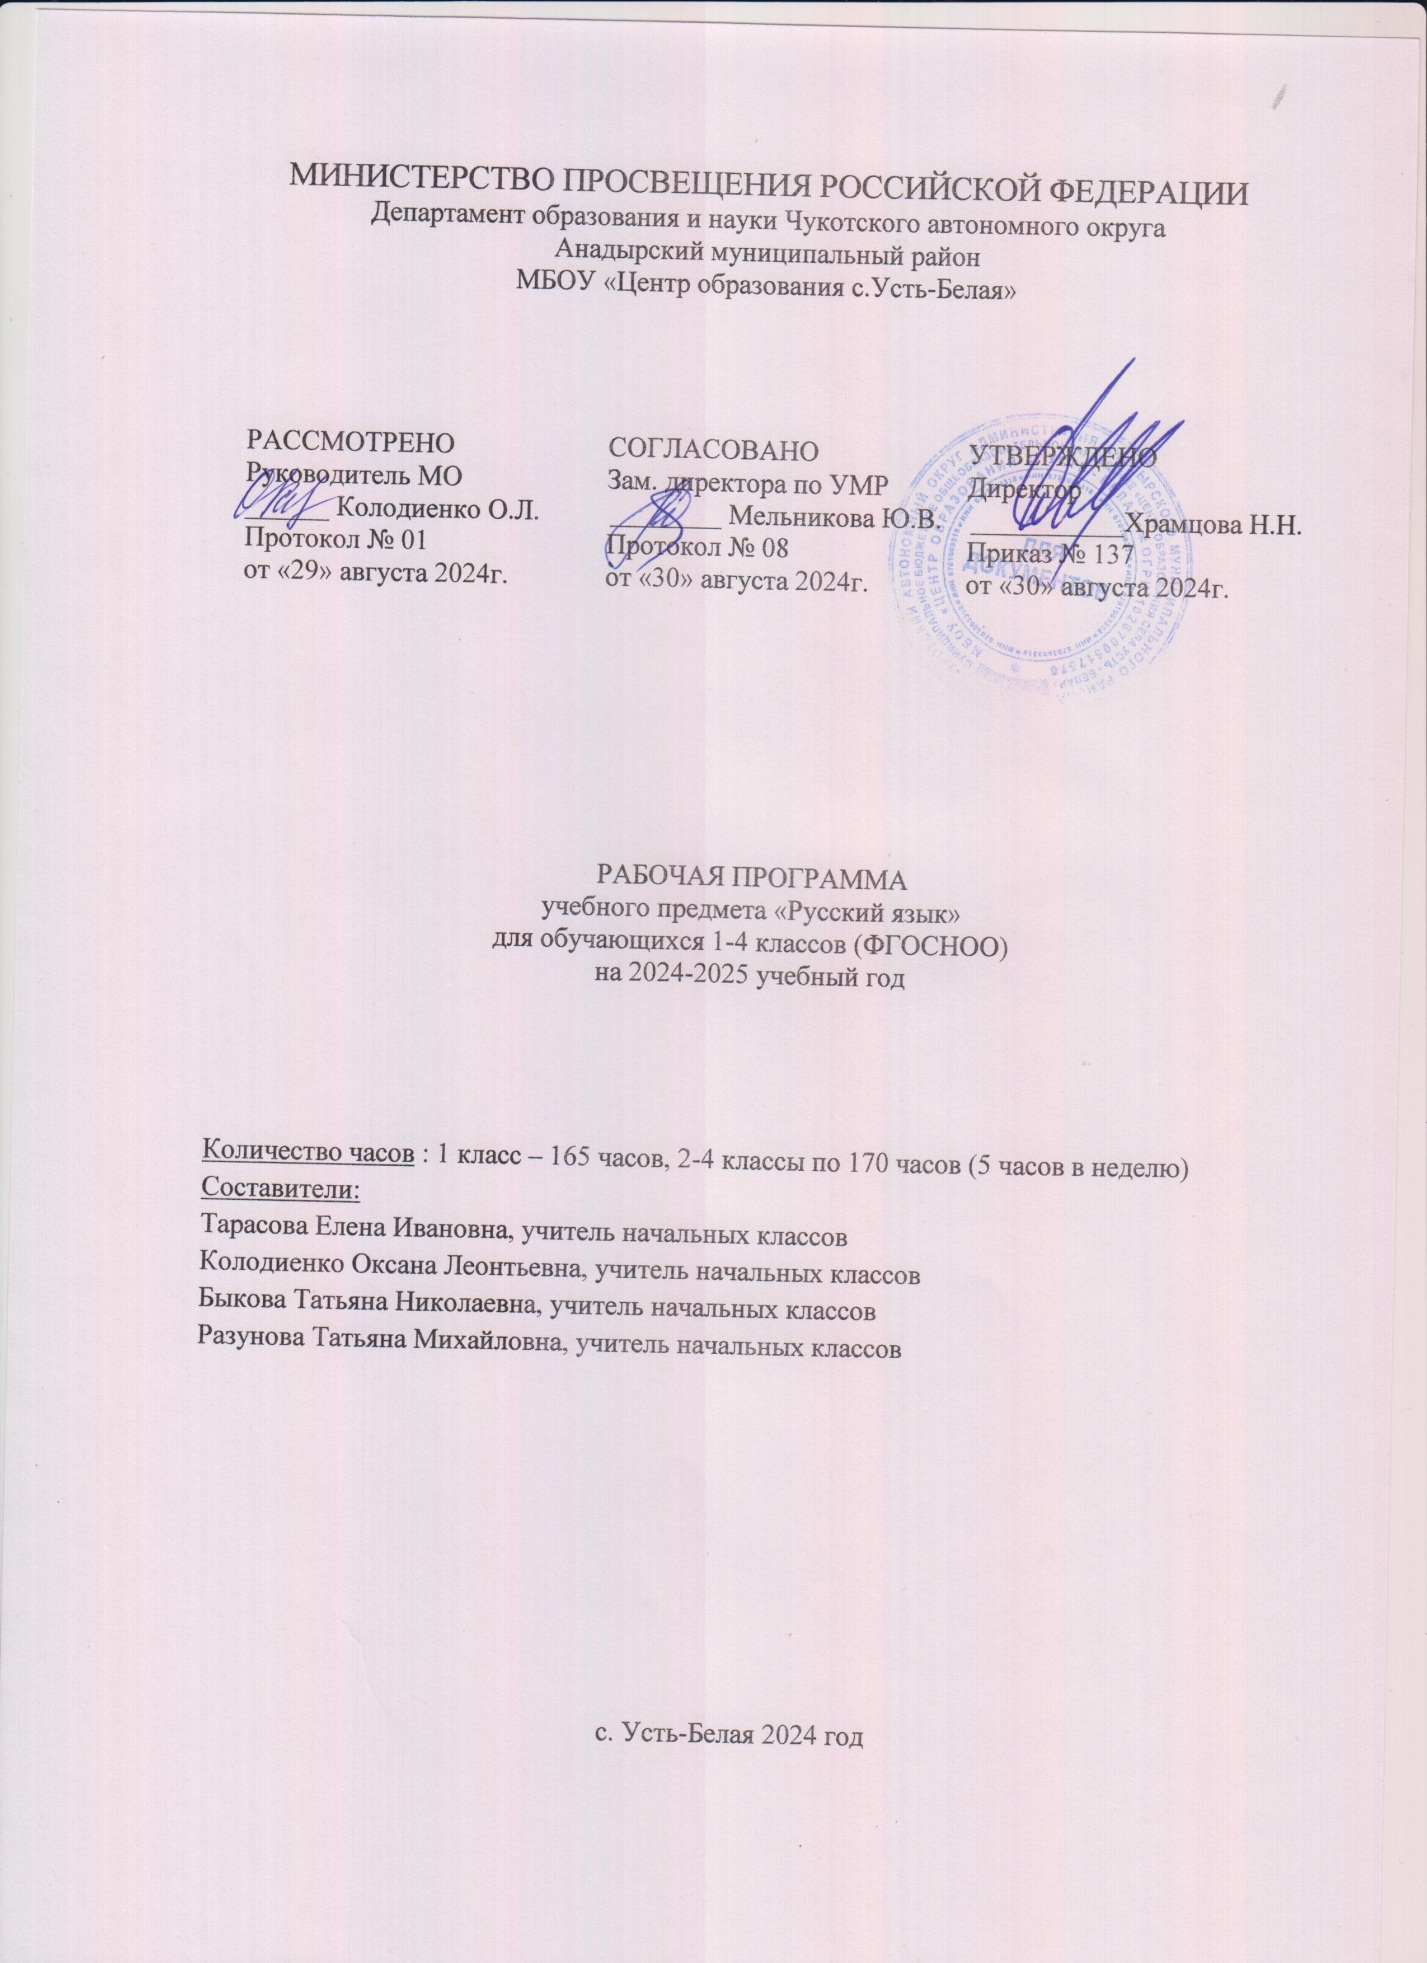 МИНИСТЕРСТВО ПРОСВЕЩЕНИЯ РОССИЙСКОЙ ФЕДЕРАЦИИ
Департамент образования и науки Чукотского автономного округа
Анадырский муниципальный район
МБОУ «Центр образования с.Усть-Белая»
РАССМОТРЕНО
Руководитель МО
______ Колодиенко О.Л.
Протокол № 01
от «29» августа 2024г.
СОГЛАСОВАНО
Зам. директора по УМР
________ Мельникова Ю.В.
Протокол № 08
от «30» августа 2024г.
УТВЕРЖДЕНО
Директор
___________Храмцова Н.Н.
Приказ № 137
от «30» августа 2024г.
ДЛЯ
ДОКУМЕНТОВ
РАБОЧАЯ ПРОГРАММА
учебного предмета «Русский язык»
для обучающихся 1-4 классов (ФГОСНОО)
на 2024-2025 учебный год
Количество часов : 1 класс – 165 часов, 2-4 классы по 170 часов (5 часов в неделю)
Составители:
Тарасова Елена Ивановна, учитель начальных классов
Колодиенко Оксана Леонтьевна, учитель начальных классов
Быкова Татьяна Николаевна, учитель начальных классов
Разунова Татьяна Михайловна, учитель начальных классов
с. Усть-Белая 2024 год